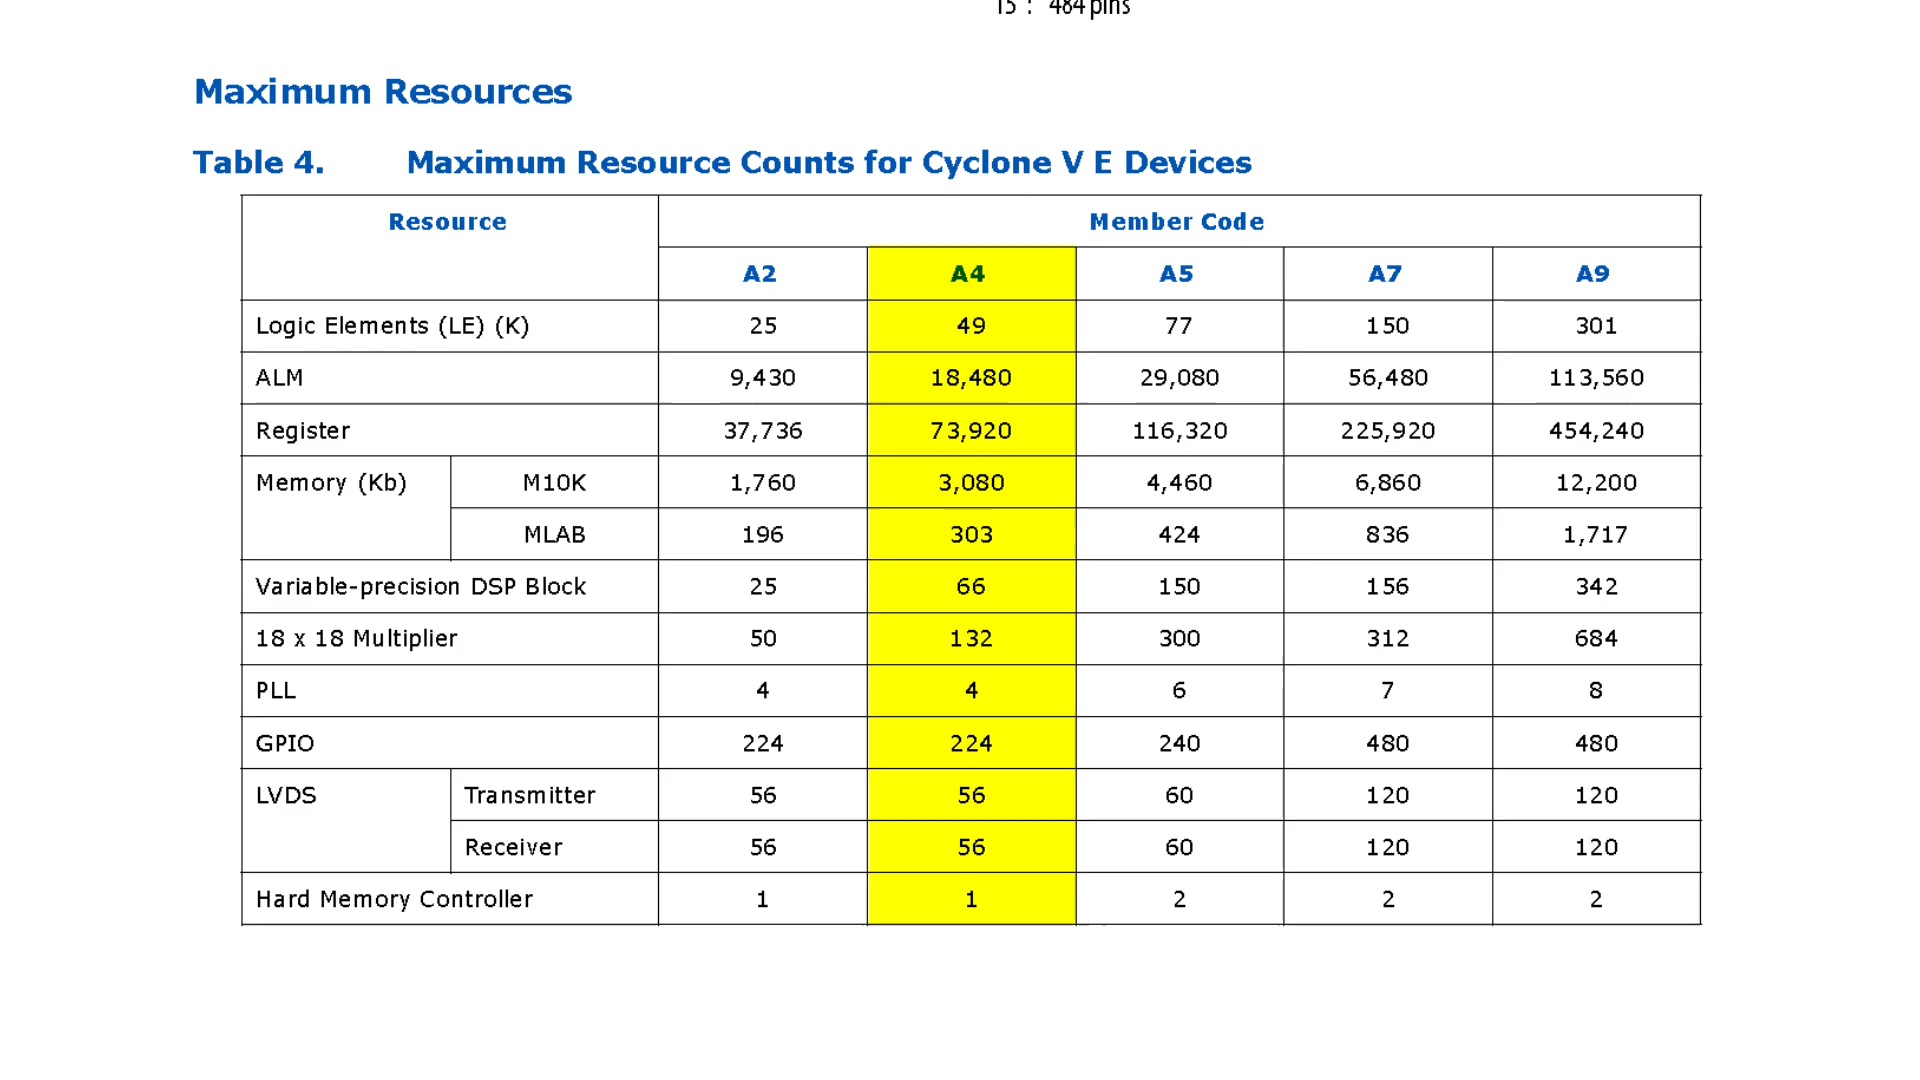 15 : 484 pins
Maximum Resources
Table 4. Maximum Resource Counts for Cyclone V E Devices
Resource Member Code
A2 A4 A5 A7 A9
Logic Elements (LE) (K) 25 49 77 150 301
ALM 9,430 18,480 29,080 56,480 113,560
Register 37,736 73,920 116,320 225,920 454,240
Memory (Kb) M10K 1,760 3,080 4,460 6,860 12,200
MLAB 196 303 424 836 1,717
Variable-precision DSP Block 25 66 150 156 342
18 x 18 Multiplier 50 132 300 312 684
PLL 4 4 6 7 8
GPIO 224 224 240 480 480
LVDS Transmitter 56 56 60 120 120
Receiver 56 56 60 120 120
Hard Memory Controller 1 1 2 2 2